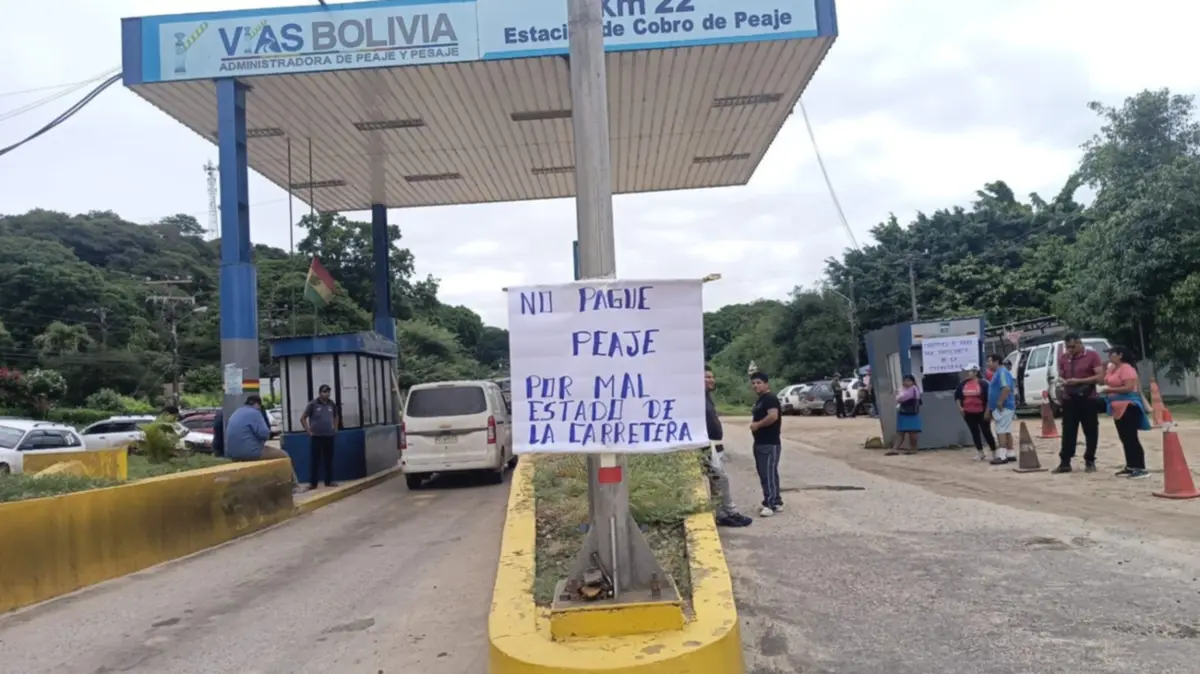 VÍAS BOLIVIA
ADMINISTRADORA DE PEAJE Y PESAJE
Km 22
Estación de Cobro de Peaje
NO PAGUE
PEAJE
POR MAL
ESTADO DE
LA CARRETERA